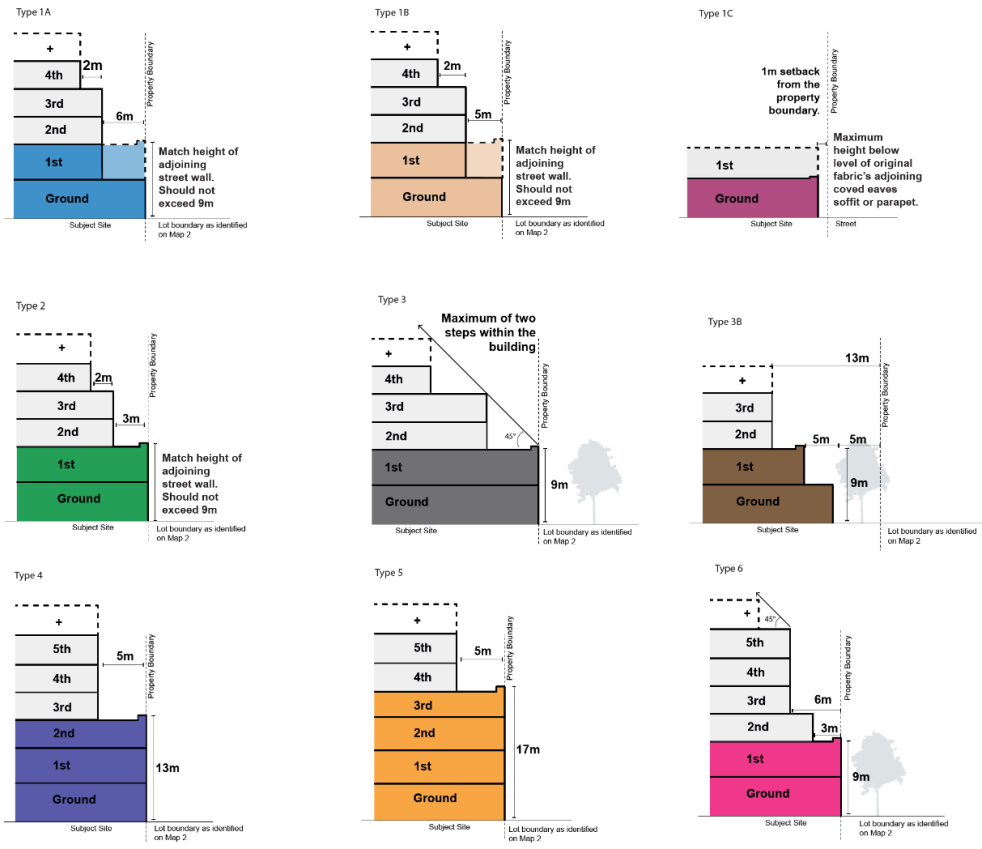 Type 1A
+
4th
2m
3rd
6m
2nd
1st
Ground
Property Boundary
Match height of
adjoining
street wall.
Should not
exceed 9m
Subject Site
Lot boundary as identified
on Map 2
Type 1B
+
4th
2m
3rd
5m
2nd
1st
Ground
Property Boundary
Match height of
adjoining
street wall.
Should not
exceed 9m
Subject Site
Lot boundary as identified
on Map 2
Type 1C
1m setback
from the
property
boundary.
Property Boundary
1st
Ground
Maximum
height below
level of original
fabric's adjoining
coved eaves
soffit or parapet.
Subject Site
Street
Type 2
+
4th
2m
3rd
3m
2nd
1st
Ground
Property Boundary
Match height of
adjoining
street wall.
Should not
exceed 9m
Subject Site
Lot boundary as identified
on Map 2
Type 3
Maximum of two
steps within the
building
+
4th
3rd
2nd
45°
1st
Ground
Property Boundary
9m
Subject Site
Lot boundary as identified
on Map 2
Type 3B
13m
+
3rd
2nd
5m
5m
1st
Ground
Property Boundary
9m
Subject Site
Lot boundary as identified
on Map 2
Type 4
+
5th
5m
4th
3rd
2nd
1st
Ground
Property Boundary
13m
Subject Site
Lot boundary as identified
on Map 2
Type 5
+
5th
5m
4th
3rd
2nd
1st
Ground
Property Boundary
17m
Subject Site
Lot boundary as identified
on Map 2
Type 6
+
45°
5th
4th
3rd
6m
2nd
3m
1st
Ground
Property Boundary
9m
Subject Site
Lot boundary as identified
on Map 2